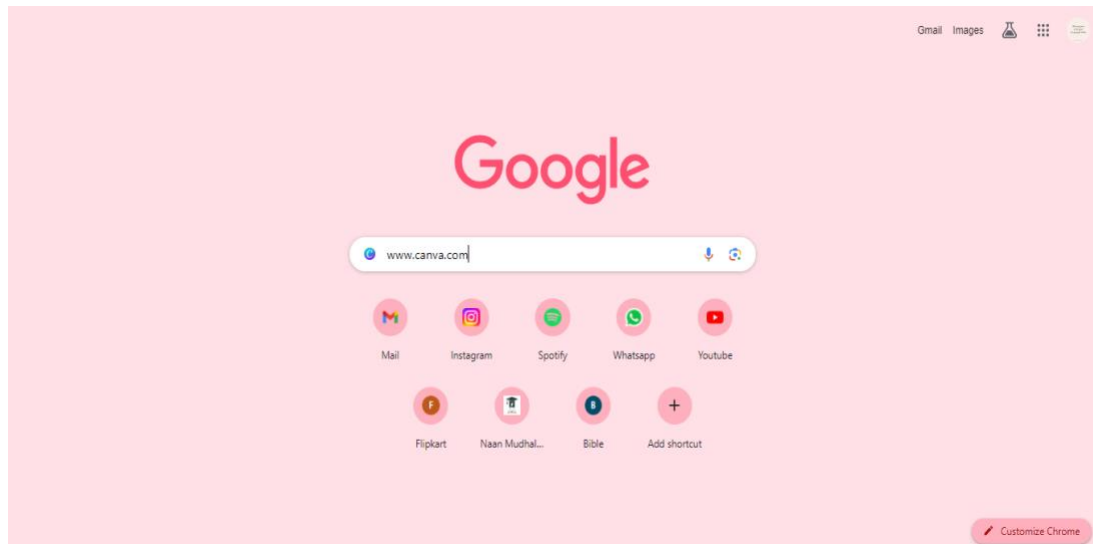 Gmail Images
Google
www.canva.com
Mail Instagram Spotify Whatsapp Youtube
F B
Flipkart Naan Mudhal... Bible Add shortcut
Customize Chrome